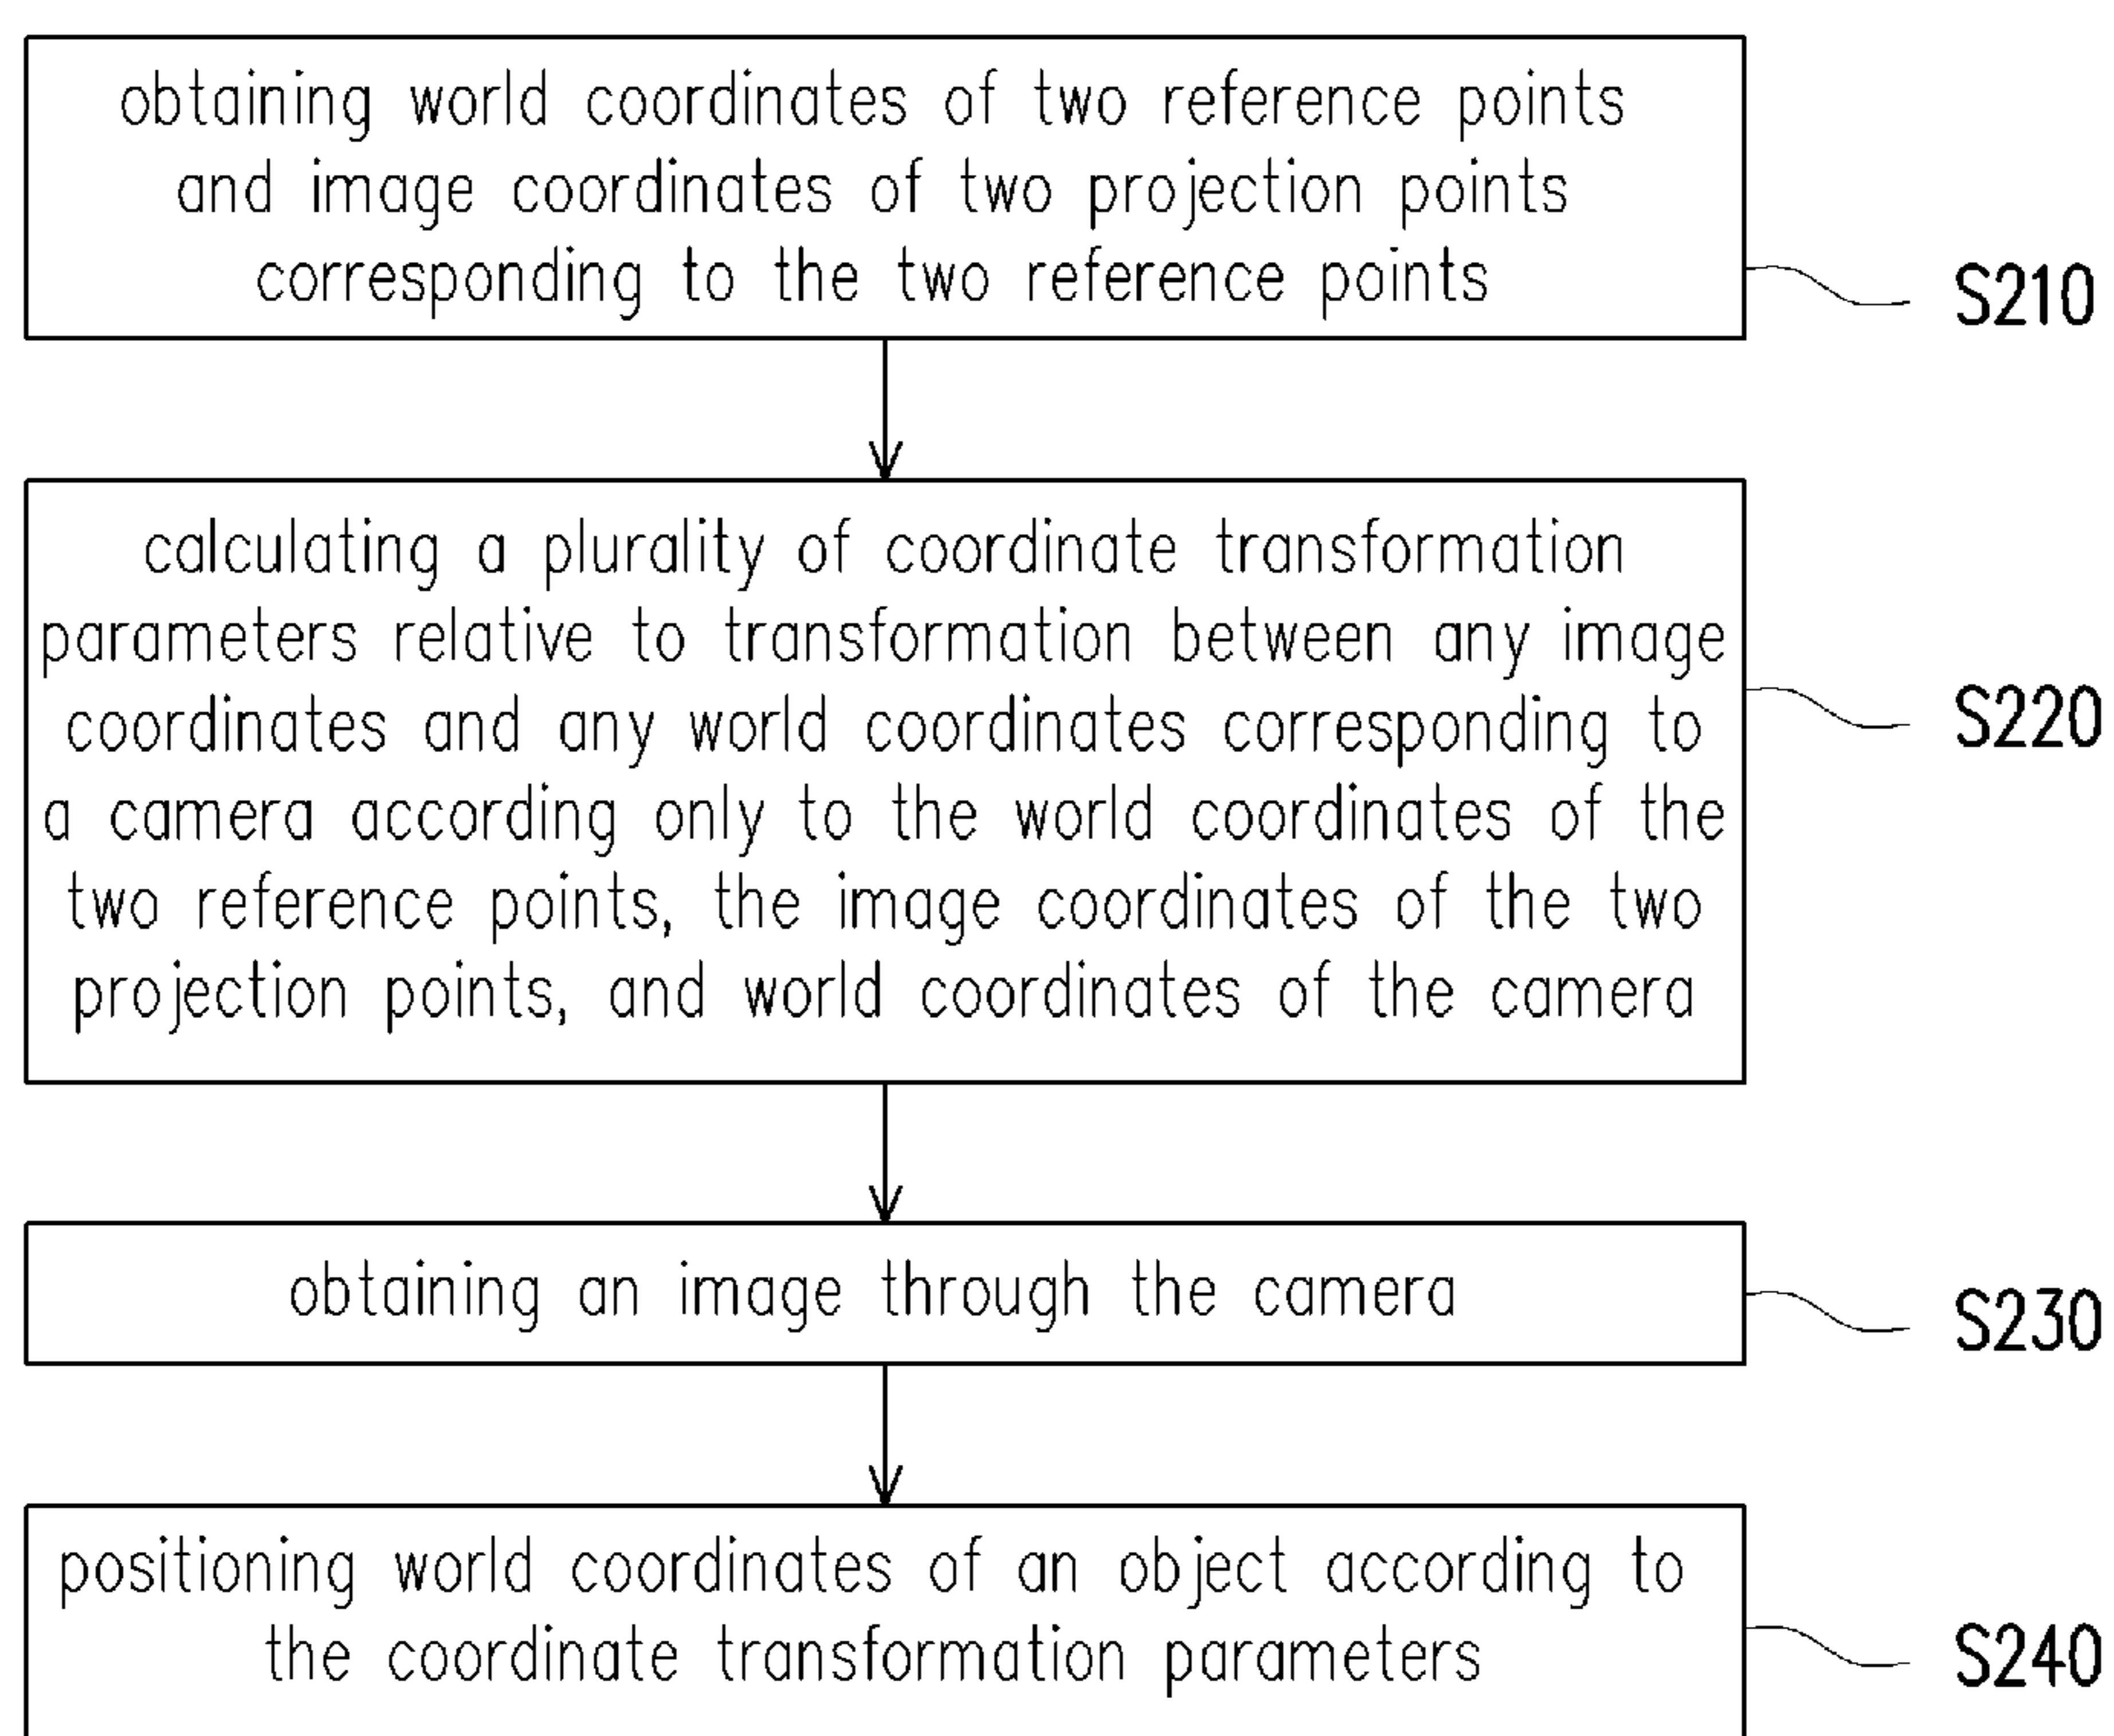 obtaining world coordinates of two reference points
and image coordinates of two projection points
corresponding to the two reference points
S210
calculating a plurality of coordinate transformation
parameters relative to transformation between any image
coordinates and any world coordinates corresponding to
a camera according only to the world coordinates of the
two reference points, the image coordinates of the two
projection points, and world coordinates of the camera
S220
obtaining an image through the camera
S230
positioning world coordinates of an object according to
the coordinate transformation parameters
S240